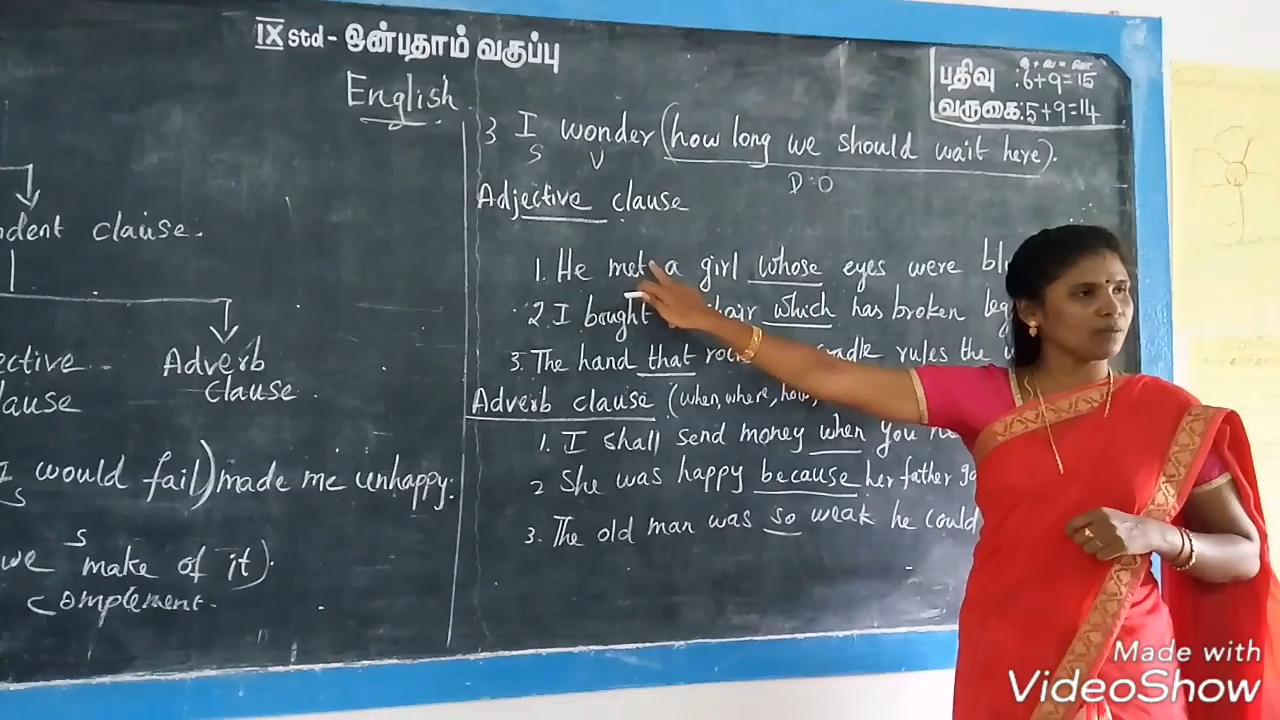 IX std - ஒன்பதாம் வகுப்பு
English
பதிவு :6+9=15
வருகை:5+9=14
clause.
Adverb
clause.
I would fail) made me unhappy.
S
S
we make of it).
complement.
3 I wonder (how long we should wait here).
S V
D.O
Adjective clause
1. He met a girl whose eyes were
2. I bought which has broken
3. The hand that rules the
Adverb clause (when, where, how,
1. I shall send money when you
2 She was happy because her father
3. The old man was so weak he could
Made with
VideoShow